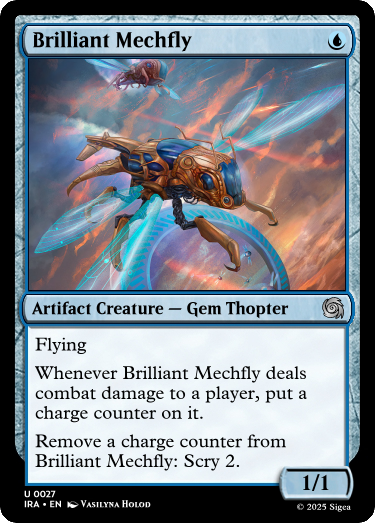 Brilliant Mechfly
Artifact Creature — Gem Thopter
Flying
Whenever Brilliant Mechfly deals
combat damage to a player, put a
charge counter on it.
Remove a charge counter from
Brilliant Mechfly: Scry 2.
1/1
U 0027
IRA • EN Vasilyna Holod
© 2025 Sigea